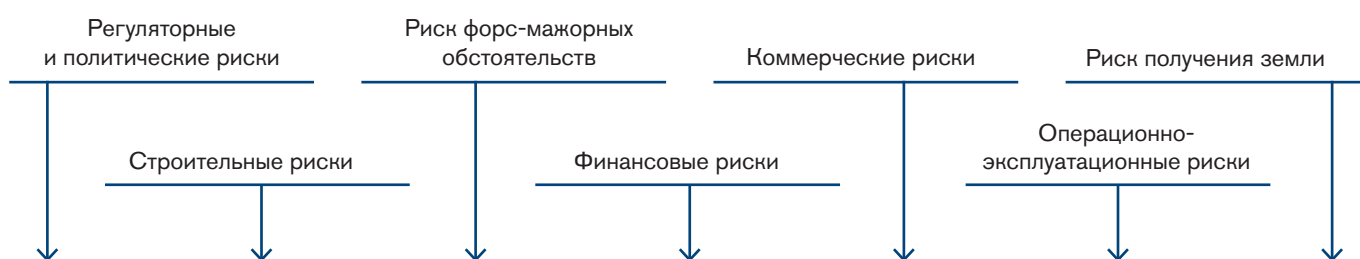 Регуляторные
и политические риски
Риск форс-мажорных
обстоятельств
Коммерческие риски
Риск получения земли
Строительные риски
Финансовые риски
Операционно-
эксплуатационные риски